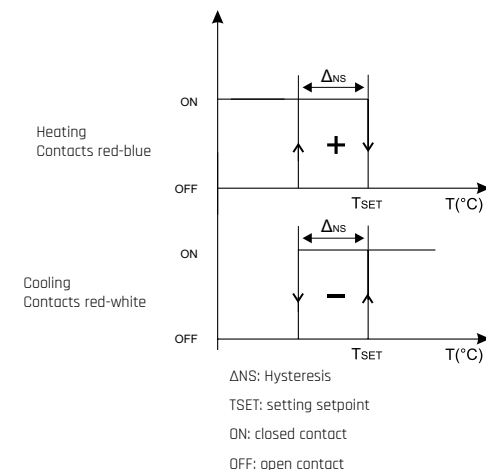 ΔNS
ON
Heating
Contacts red-blue
+
OFF
TSET
T(°C)
ΔNS
ON
Cooling
Contacts red-white
−
OFF
TSET
T(°C)
ΔNS: Hysteresis
TSET: setting setpoint
ON: closed contact
OFF: open contact